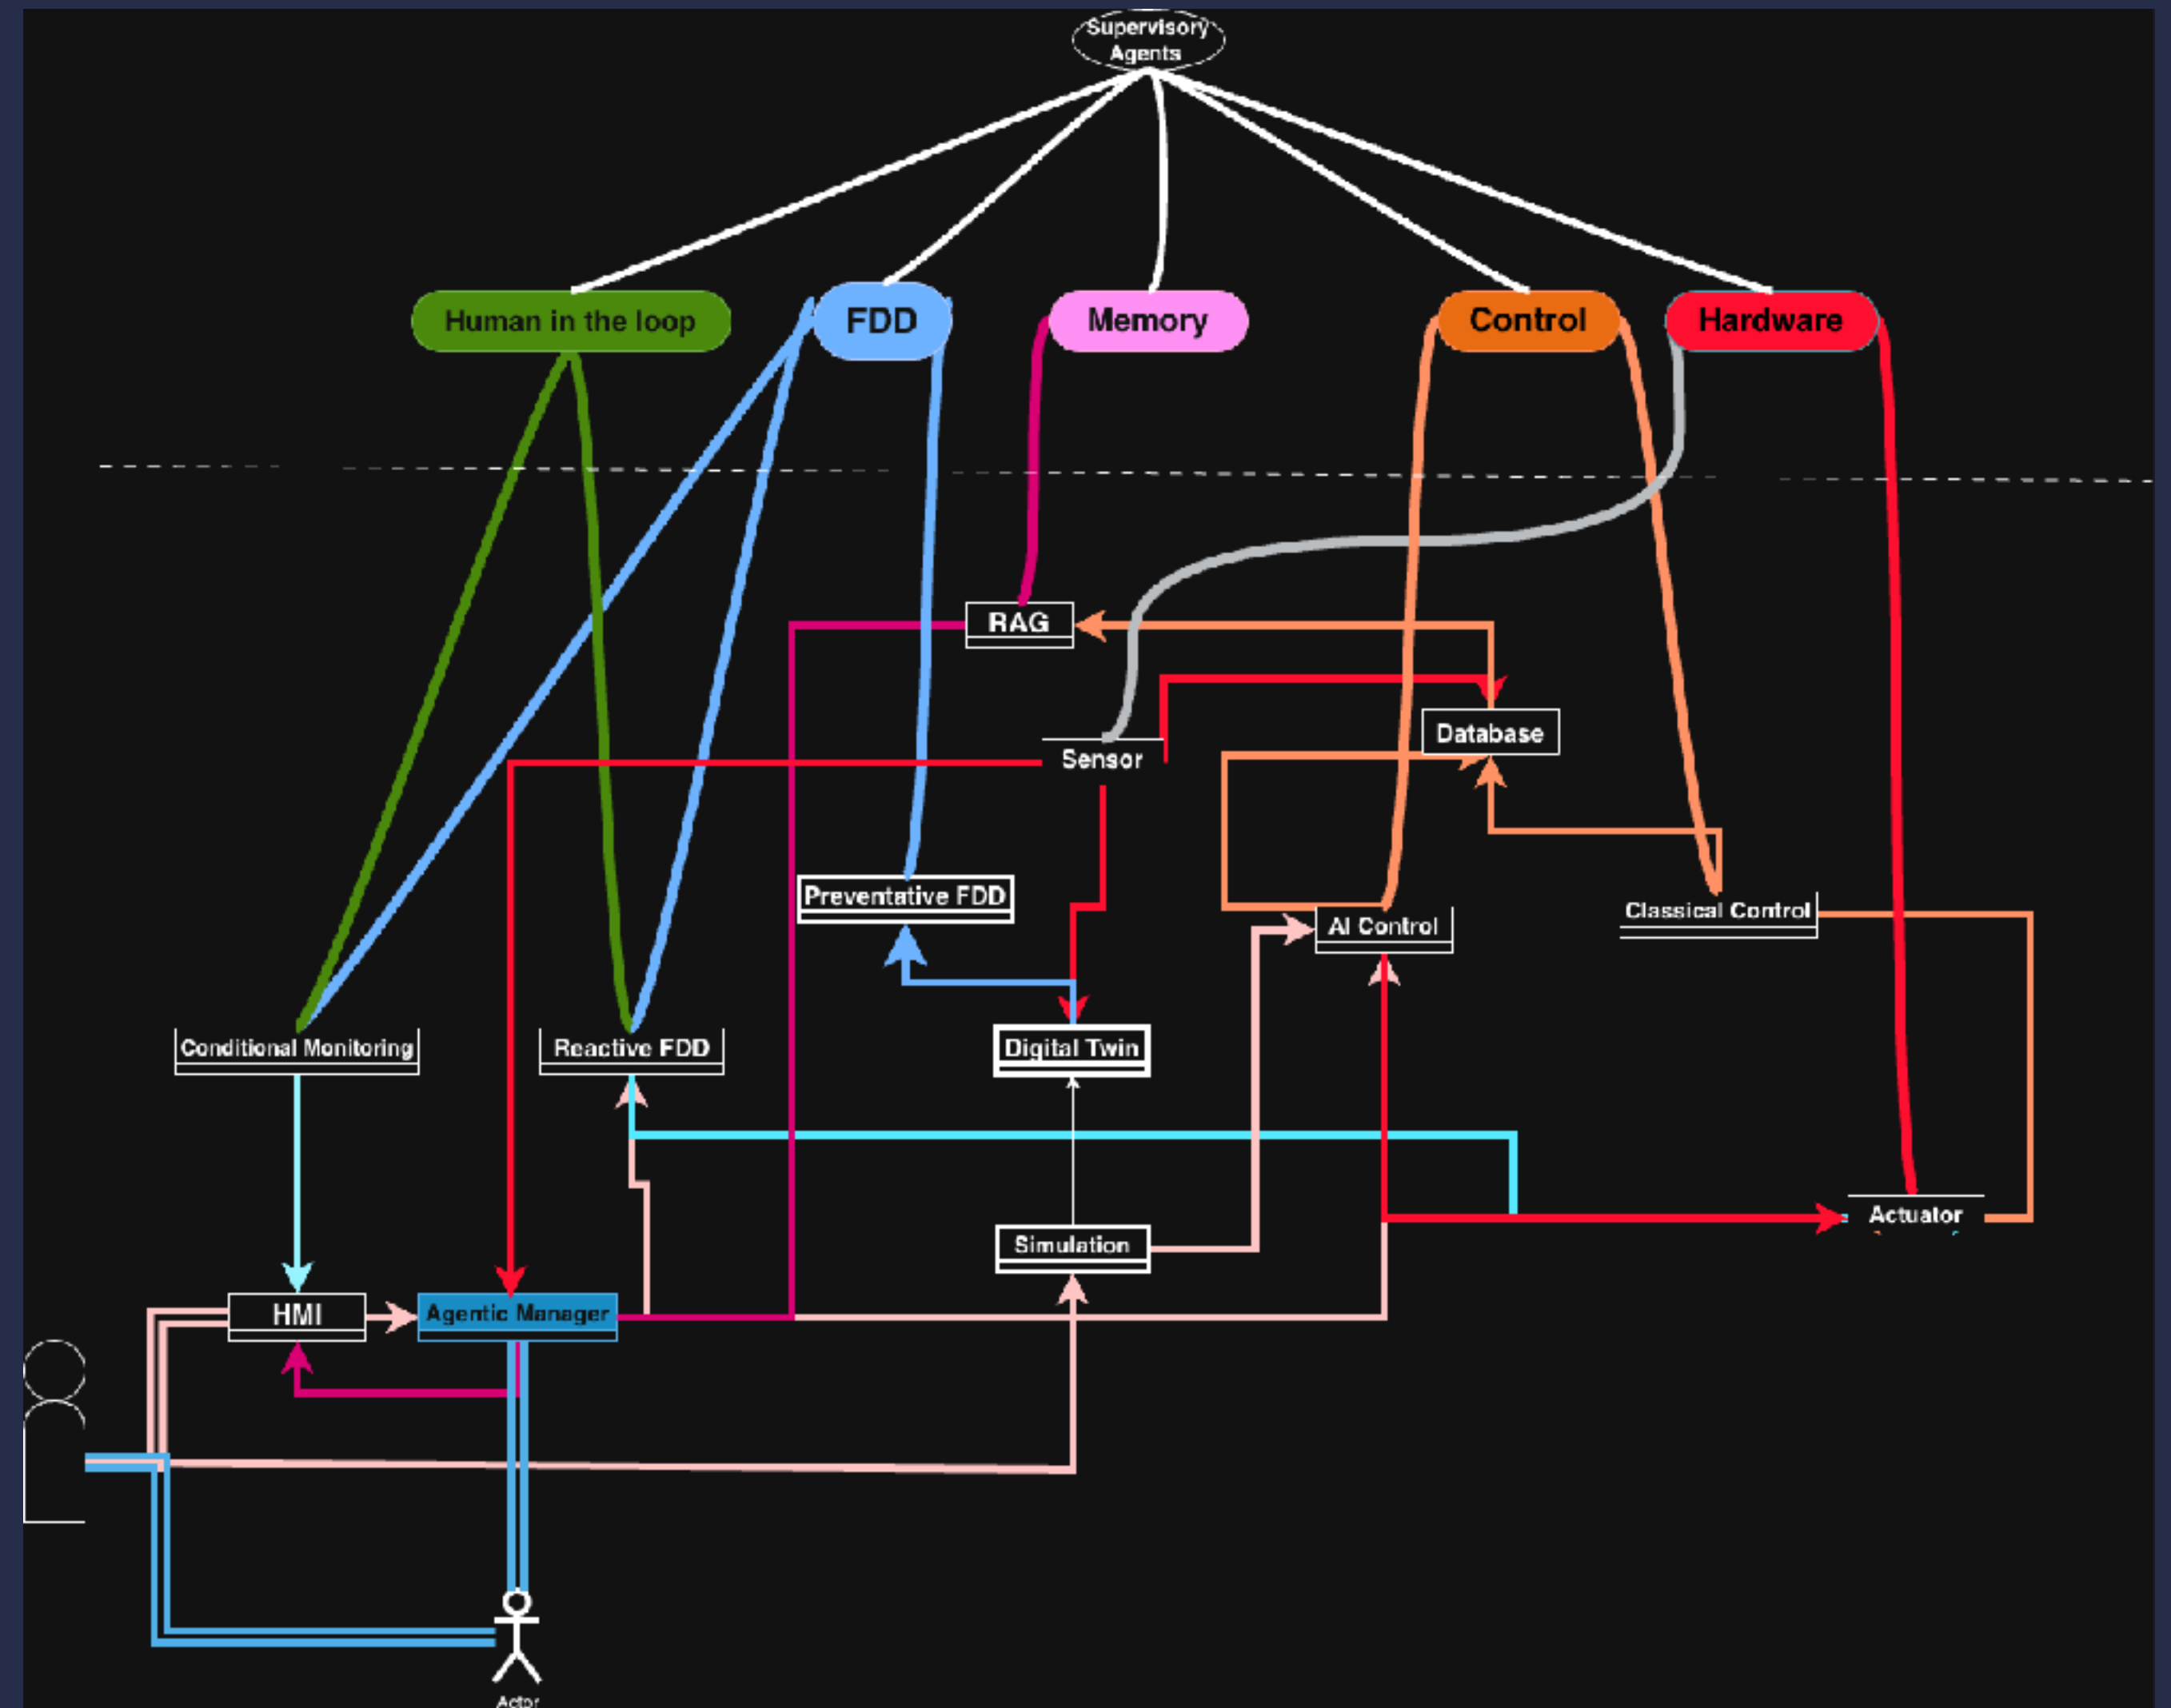 Supervisory
Agents
Human in the loop
FDD
Memory
Control
Hardware
RAG
Database
Sensor
Preventative FDD
AI Control
Classical Control
Conditional Monitoring
Reactive FDD
Digital Twin
Actuator
Simulation
HMI
Agentic Manager
Actor